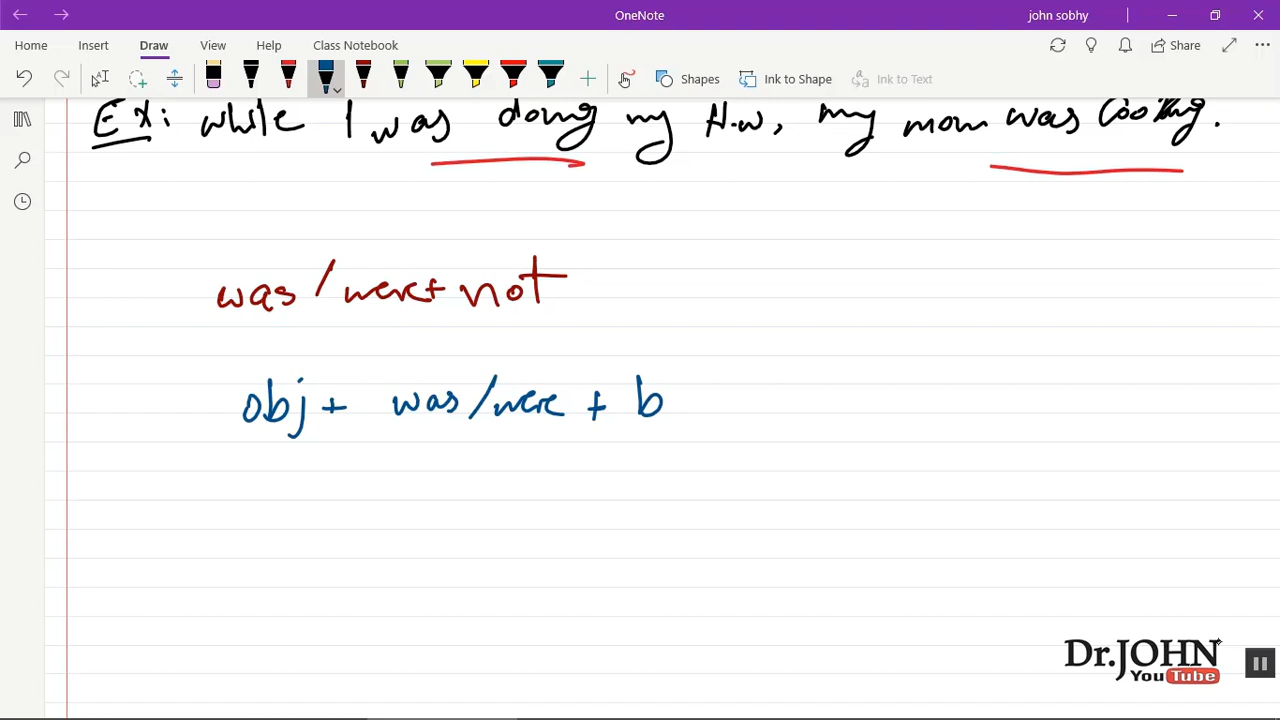 OneNote
john sobhy
Home Insert Draw View Help Class Notebook
Share
Shapes Ink to Shape Ink to Text
Ex: while I was doing my H.w, my mom was Cooking.
was / were + not
obj + was / were + b
Dr.JOHN
YouTube